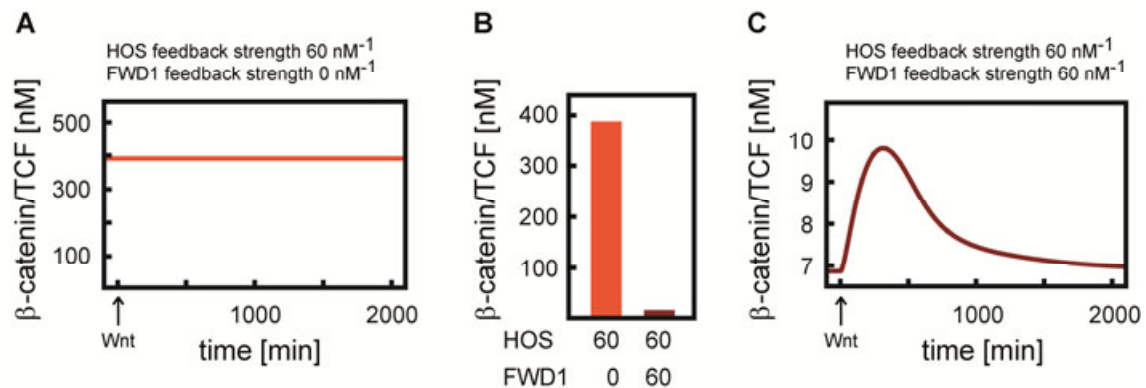 A
HOS feedback strength 60 nM⁻¹
FWD1 feedback strength 0 nM⁻¹
β-catenin/TCF [nM]
500
300
100
1000
2000
Wnt
time [min]
B
β-catenin/TCF [nM]
400
300
200
100
HOS 60 60
FWD1 0 60
C
HOS feedback strength 60 nM⁻¹
FWD1 feedback strength 60 nM⁻¹
β-catenin/TCF [nM]
10
9
8
7
1000
2000
Wnt
time [min]